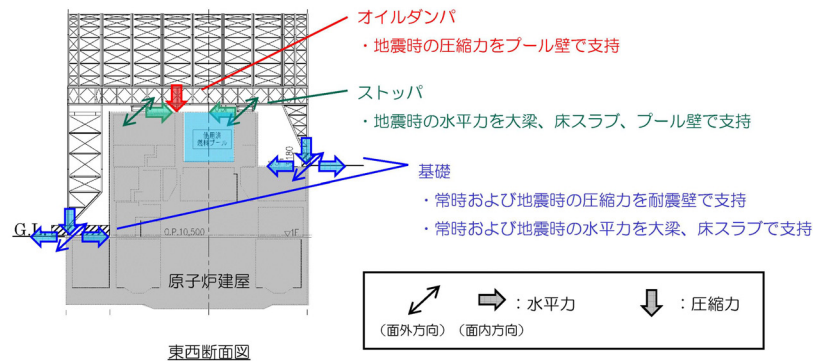 オイルダンパ
・地震時の圧縮力をプール壁で支持
ストッパ
・地震時の水平力を大梁、床スラブ、プール壁で支持
使用済
燃料プール
180
基礎
・常時および地震時の圧縮力を耐震壁で支持
・常時および地震時の水平力を大梁、床スラブで支持
G.L
O.P.10,500
▽1F
原子炉建屋
：水平力
：圧縮力
（面外方向）（面内方向）
東西断面図